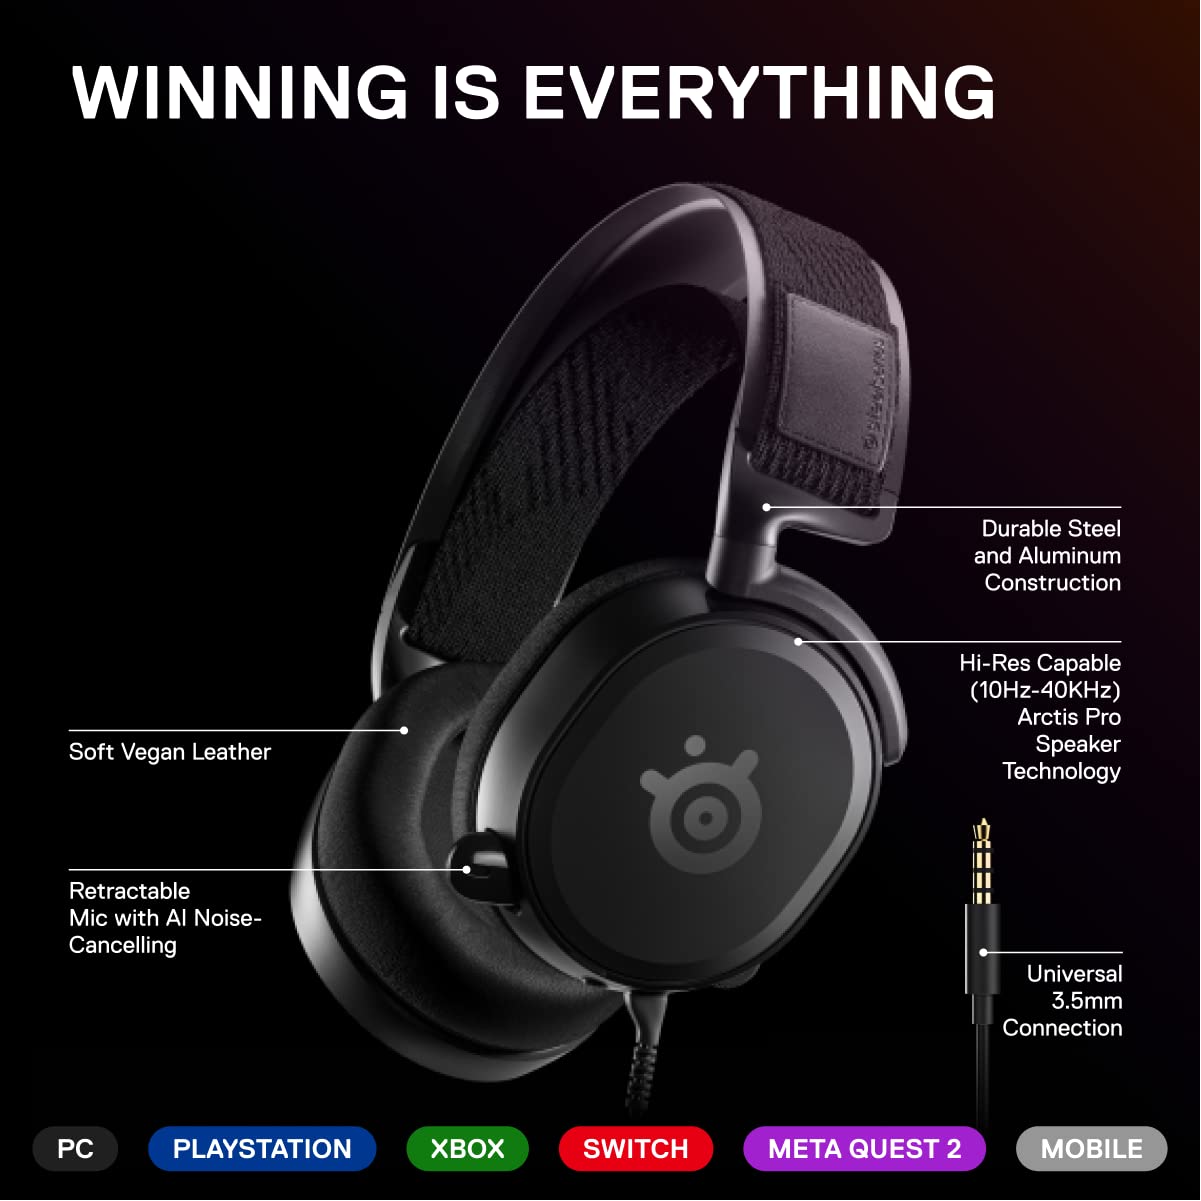 WINNING IS EVERYTHING
steelseries
Durable Steel
and Aluminum
Construction
Hi-Res Capable
(10Hz-40KHz)
Arctis Pro
Speaker
Technology
Soft Vegan Leather
Retractable
Mic with AI Noise-
Cancelling
Universal
3.5mm
Connection
PC
PLAYSTATION
XBOX
SWITCH
META QUEST 2
MOBILE